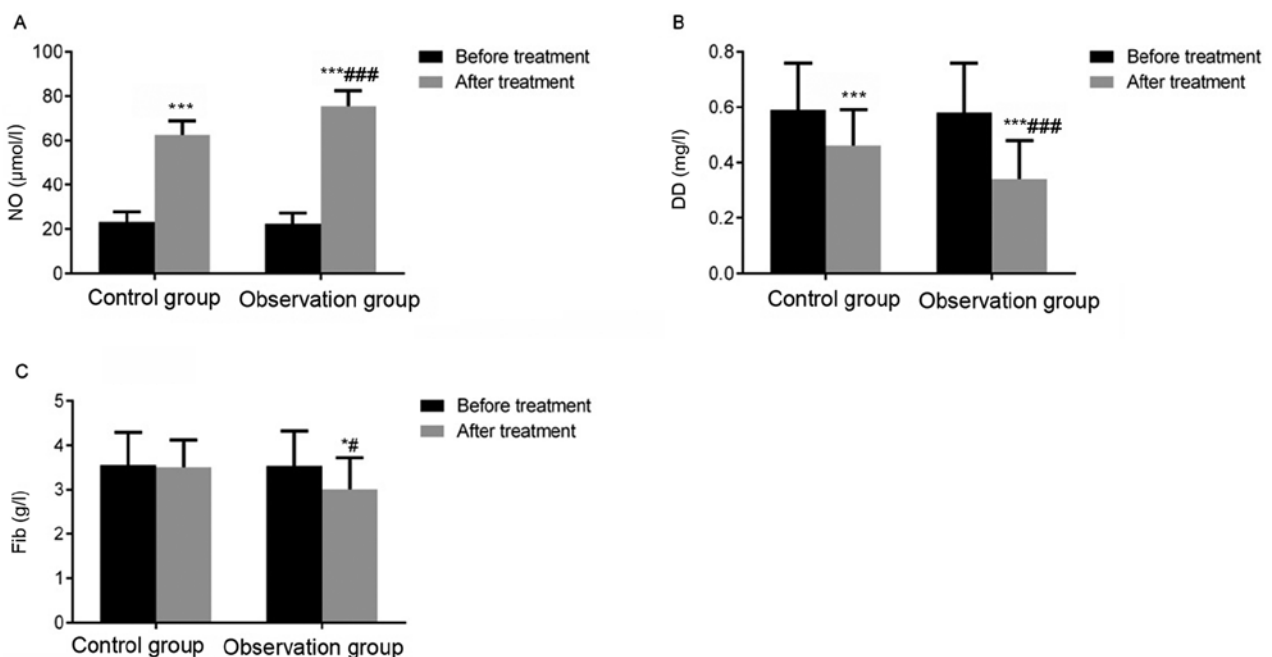 A
NO (µmol/l)
100
80
60
40
20
0
***
***###
Control group
Observation group
Before treatment
After treatment
B
DD (mg/l)
0.8
0.6
0.4
0.2
0.0
***
***###
Control group
Observation group
Before treatment
After treatment
C
Fib (g/l)
5
4
3
2
1
0
*#
Control group
Observation group
Before treatment
After treatment